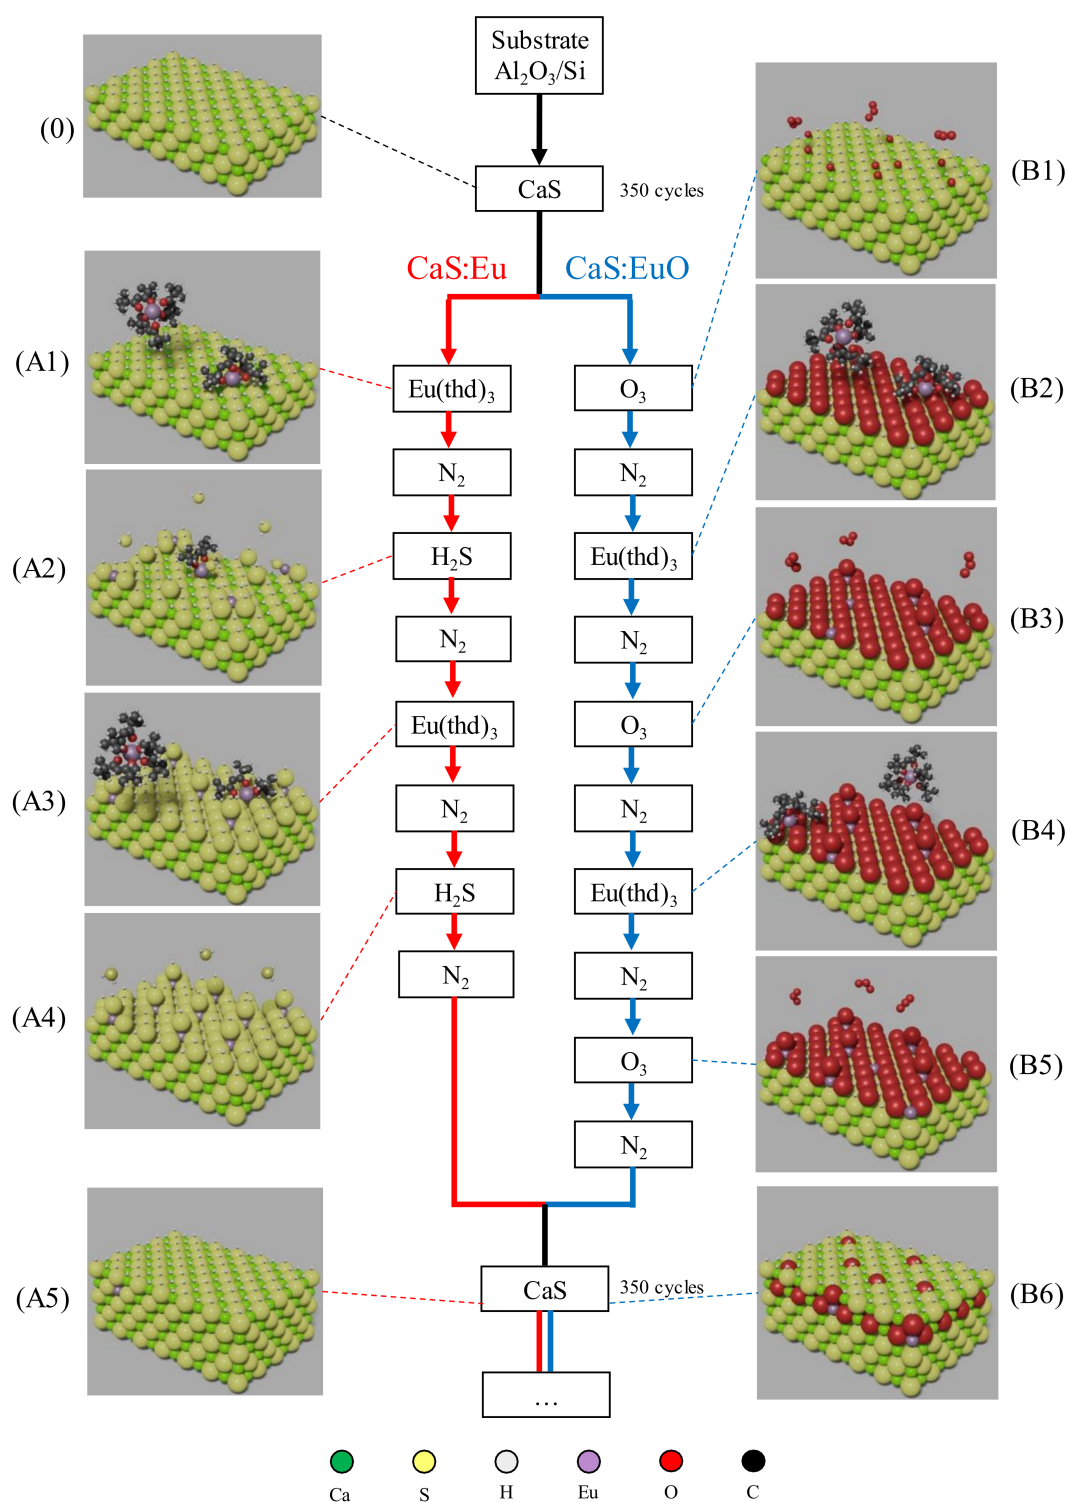 Substrate
Al₂O₃/Si
(0)
CaS
350 cycles
(B1)
CaS:Eu
CaS:EuO
(A1)
Eu(thd)₃
O₃
(B2)
N₂
N₂
(A2)
H₂S
Eu(thd)₃
(B3)
N₂
N₂
(A3)
Eu(thd)₃
O₃
(B4)
N₂
N₂
H₂S
Eu(thd)₃
(A4)
N₂
N₂
O₃
(B5)
N₂
(A5)
CaS
350 cycles
(B6)
...
Ca
S
H
Eu
O
C